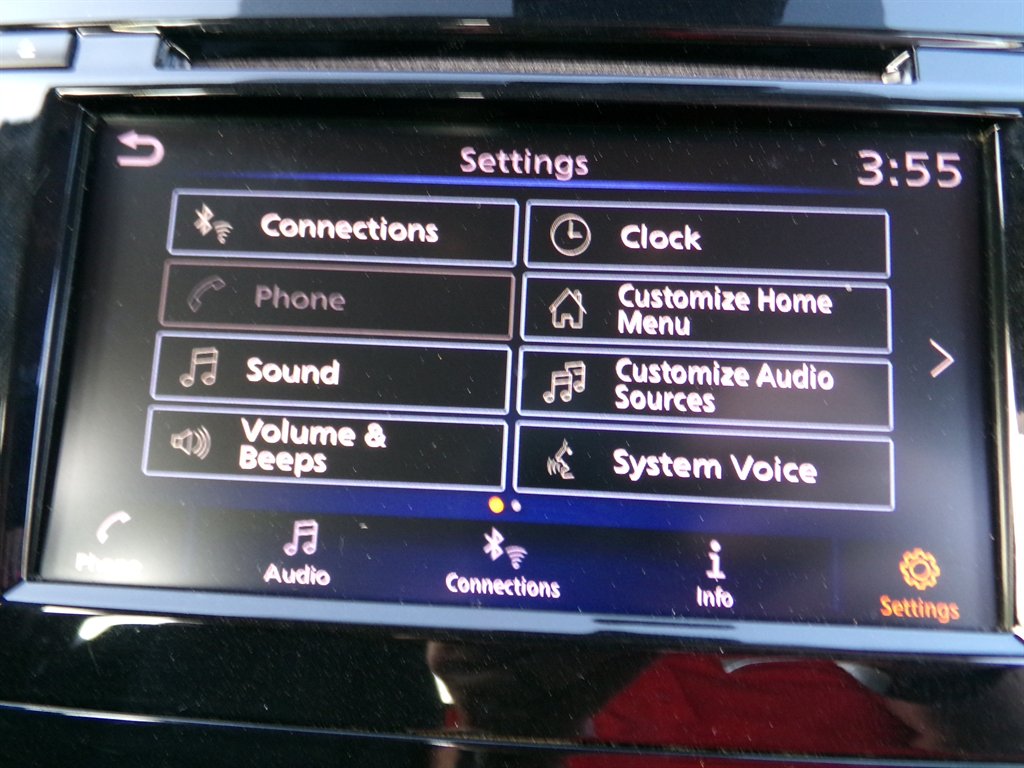 Settings
3:55
Connections
Clock
Phone
Customize Home
Menu
Sound
Customize Audio
Sources
Volume &
Beeps
System Voice
Phone
Audio
Connections
Info
Settings